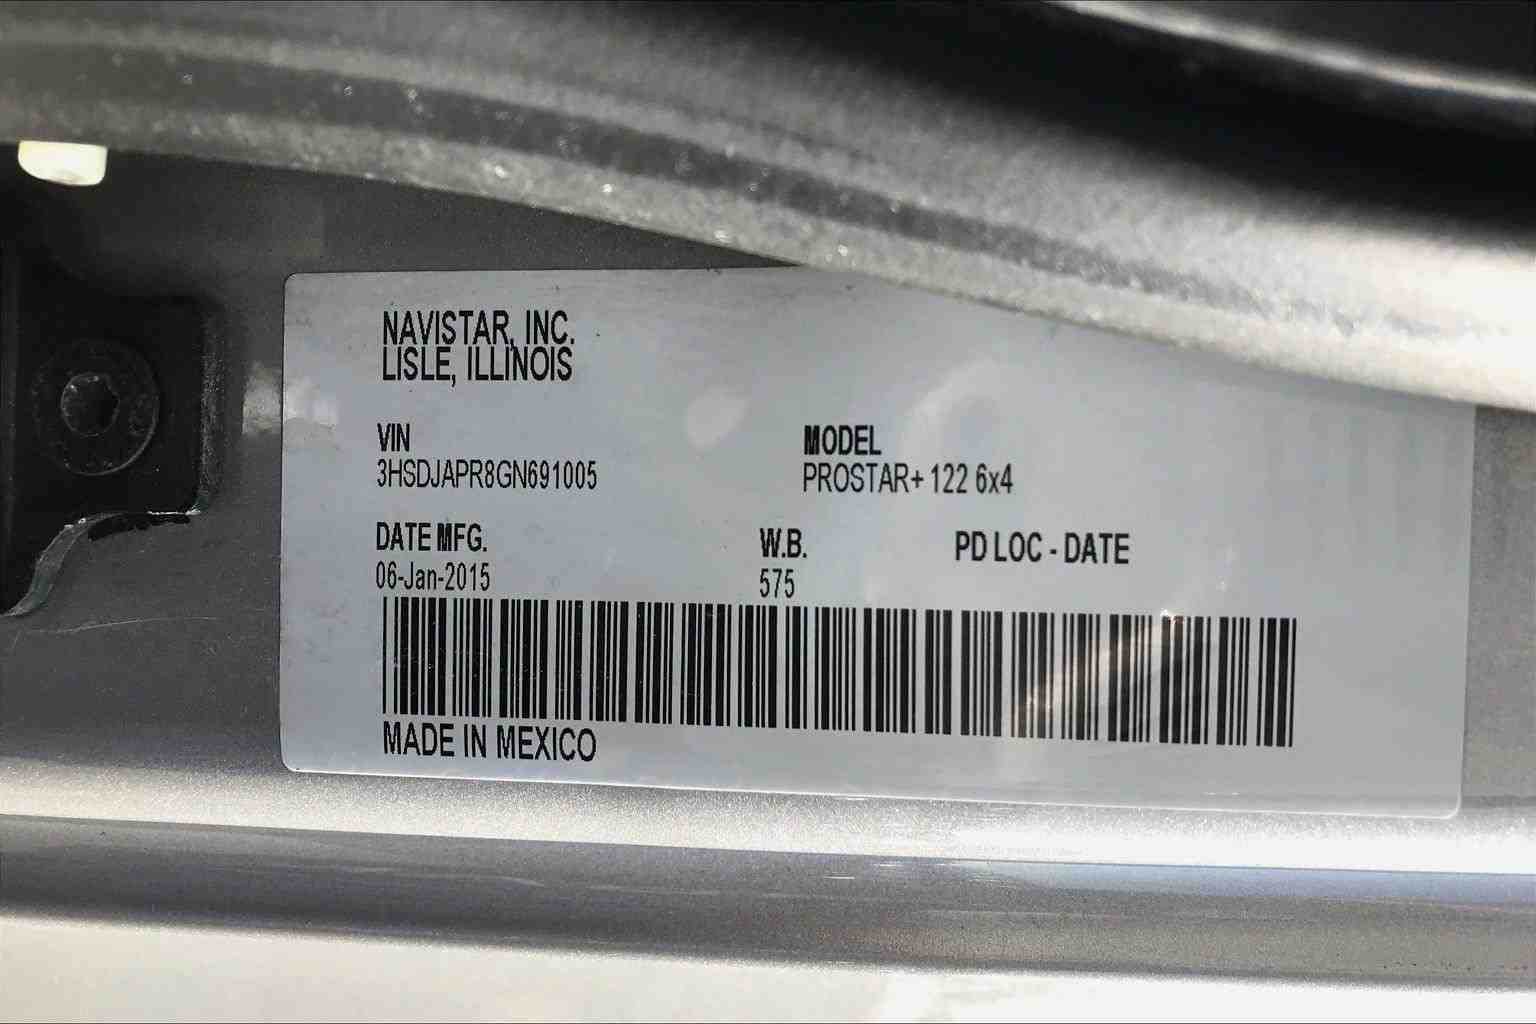 NAVISTAR, INC.
LISLE, ILLINOIS
VIN
3HSDJAPR8GN691005
MODEL
PROSTAR+ 122 6x4
DATE MFG.
06-Jan-2015
W.B.
575
PD LOC - DATE
MADE IN MEXICO